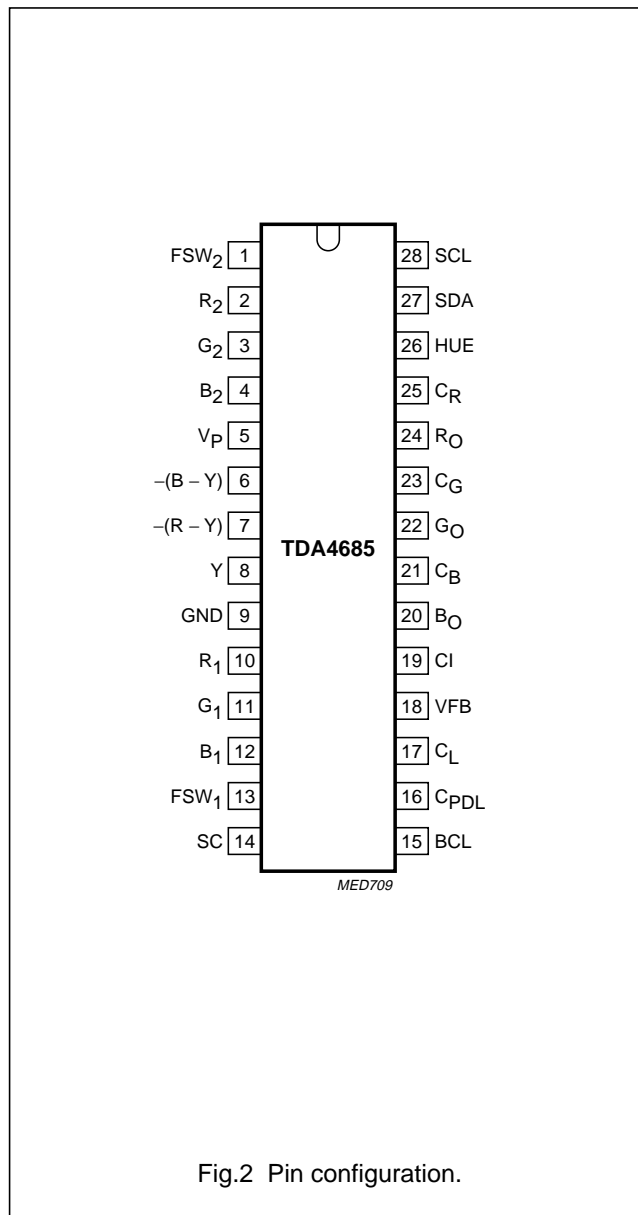 FSW2 1 28 SCL
R2 2 27 SDA
G2 3 26 HUE
B2 4 25 CR
VP 5 24 RO
−(B − Y) 6 23 CG
−(R − Y) 7 22 GO
TDA4685
Y 8 21 CB
GND 9 20 BO
R1 10 19 CI
G1 11 18 VFB
B1 12 17 CL
FSW1 13 16 CPDL
SC 14 15 BCL
MED709
Fig.2 Pin configuration.